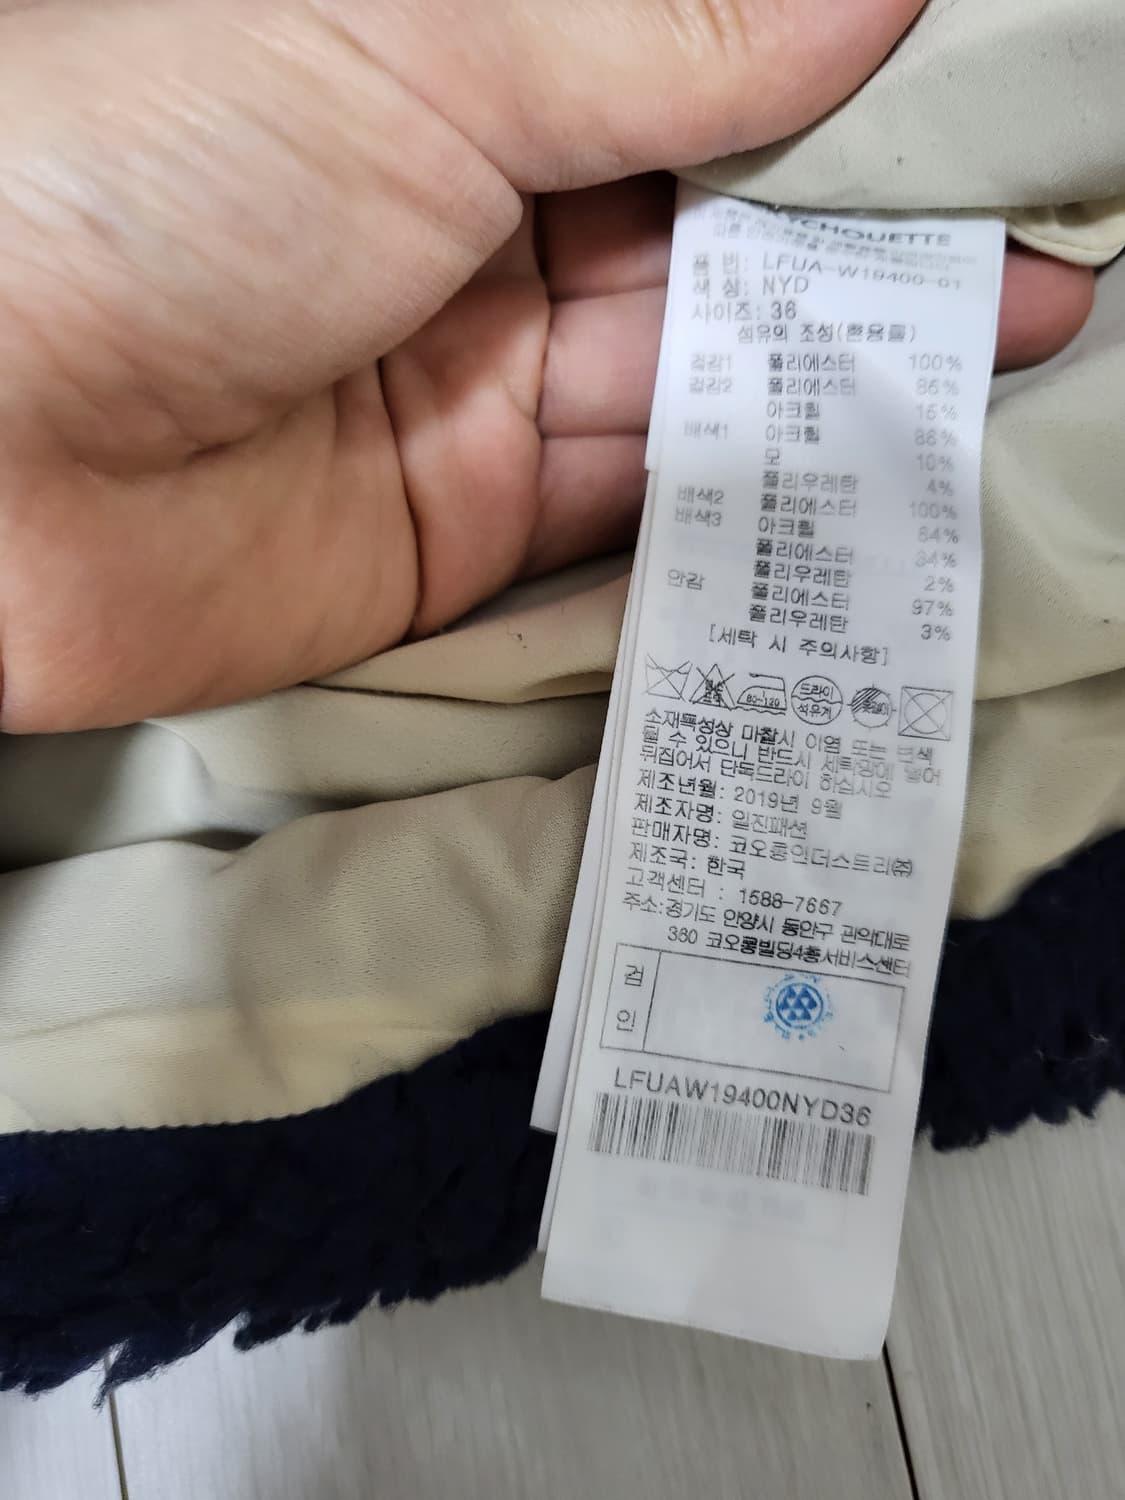 YCHOUETTE
품 번: LFUA-W19400-01
색 상: NYD
사이즈: 36
섬유의 조성(혼용률)
겉감1 폴리에스터 100%
겉감2 폴리에스터 85%
아크릴 15%
배색1 아크릴 86%
모 10%
폴리우레탄 4%
배색2 폴리에스터 100%
배색3 아크릴 64%
폴리에스터 34%
폴리우레탄 2%
안감 폴리에스터 97%
폴리우레탄 3%
[세탁 시 주의사항]
80~120
드라이
석유계
소재특성상 마찰시 이염 또는 변색
될 수 있으니 반드시 세탁망에 넣어
뒤집어서 단독드라이 하십시오
제조년월: 2019년 9월
제조자명: 일진패션
판매자명: 코오롱인더스트리㈜
제조국: 한국
고객센터 : 1588-7667
주소:경기도 안양시 동안구 관악대로
360 코오롱빌딩4층서비스센터
검
인
LFUAW19400NYD36